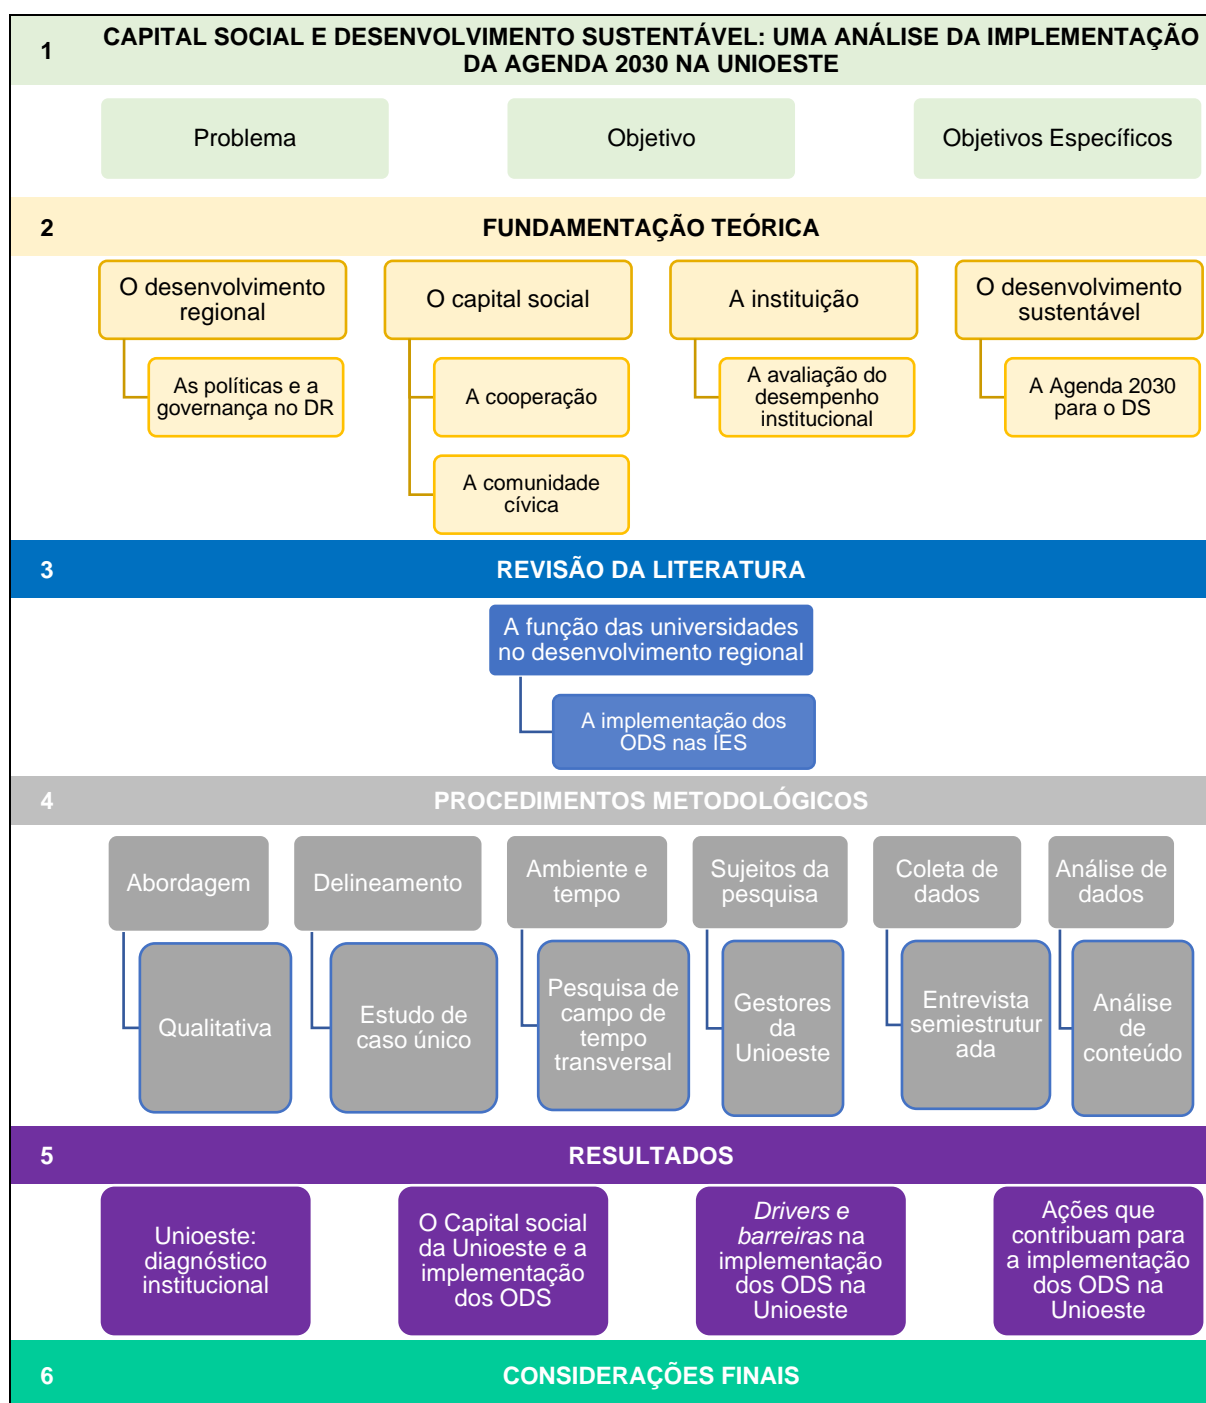 1
CAPITAL SOCIAL E DESENVOLVIMENTO SUSTENTÁVEL: UMA ANÁLISE DA IMPLEMENTAÇÃO
DA AGENDA 2030 NA UNIOESTE
Problema
Objetivo
Objetivos Específicos
2
FUNDAMENTAÇÃO TEÓRICA
O desenvolvimento
regional
As políticas e a
governança no DR
O capital social
A cooperação
A comunidade
cívica
A instituição
A avaliação do
desempenho
institucional
O desenvolvimento
sustentável
A Agenda 2030
para o DS
3
REVISÃO DA LITERATURA
A função das universidades
no desenvolvimento regional
A implementação dos
ODS nas IES
4
PROCEDIMENTOS METODOLÓGICOS
Abordagem
Qualitativa
Delineamento
Estudo de
caso único
Ambiente e
tempo
Pesquisa de
campo de
tempo
transversal
Sujeitos da
pesquisa
Gestores
da
Unioeste
Coleta de
dados
Entrevista
semiestrutur
ada
Análise de
dados
Análise
de
conteúdo
5
RESULTADOS
Unioeste:
diagnóstico
institucional
O Capital social
da Unioeste e a
implementação
dos ODS
Drivers e
barreiras na
implementação
dos ODS na
Unioeste
Ações que
contribuam para
a implementação
dos ODS na
Unioeste
6
CONSIDERAÇÕES FINAIS